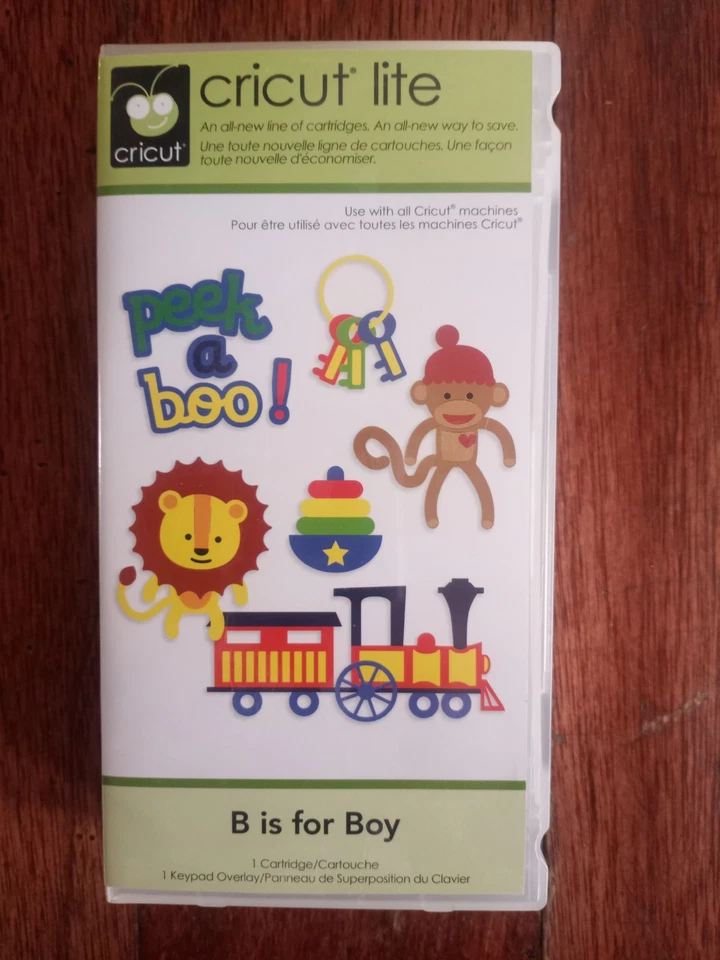 cricut® lite
An all-new line of cartridges. An all-new way to save.
Une toute nouvelle ligne de cartouches. Une façon
toute nouvelle d'économiser.
cricut®
Use with all Cricut® machines
Pour être utilisé avec toutes les machines Cricut®
peek
a
boo!
B is for Boy
1 Cartridge/Cartouche
1 Keypad Overlay/Panneau de Superposition du Clavier